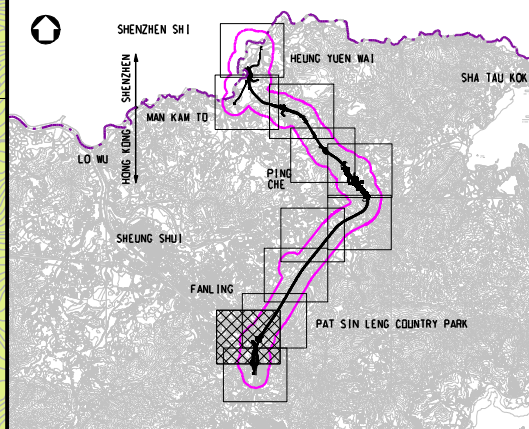 SHENZHEN SHI
HEUNG YUEN WAI
SHENZHEN
SHA TAU KOK
MAN KAM TO
HONG KONG
LO WU
PING
CHE
SHEUNG SHUI
FANLING
PAT SIN LENG COUNTRY PARK